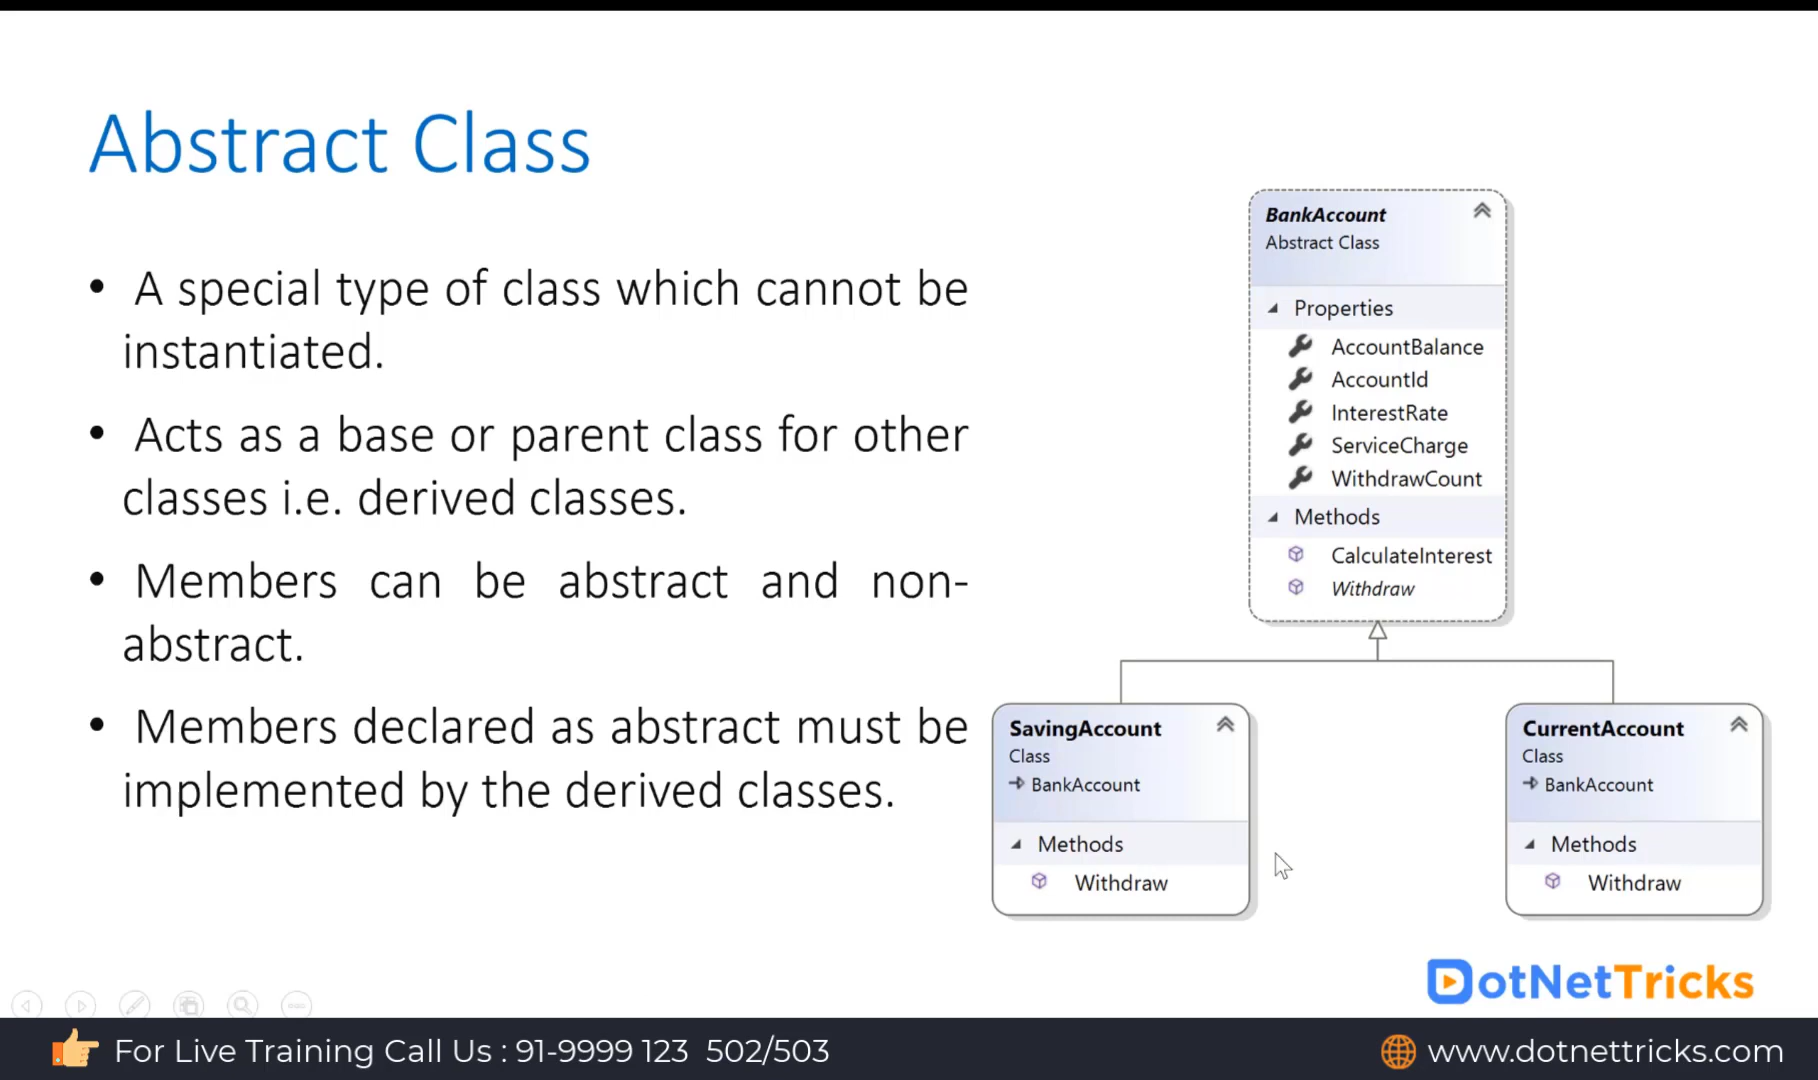 Abstract Class
• A special type of class which cannot be
instantiated.
• Acts as a base or parent class for other
classes i.e. derived classes.
• Members can be abstract and non-
abstract.
• Members declared as abstract must be
implemented by the derived classes.
BankAccount
Abstract Class
Properties
AccountBalance
AccountId
InterestRate
ServiceCharge
WithdrawCount
Methods
CalculateInterest
Withdraw
SavingAccount
Class
BankAccount
Methods
Withdraw
CurrentAccount
Class
BankAccount
Methods
Withdraw
DotNetTricks
For Live Training Call Us : 91-9999 123 502/503
www.dotnettricks.com